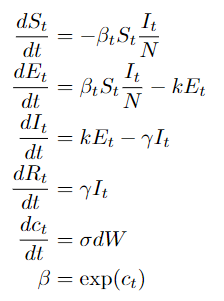 dS_t/dt = −β_t S_t I_t/N
dE_t/dt = β_t S_t I_t/N − kE_t
dI_t/dt = kE_t − γI_t
dR_t/dt = γI_t
dc_t/dt = σdW
β = exp(c_t)